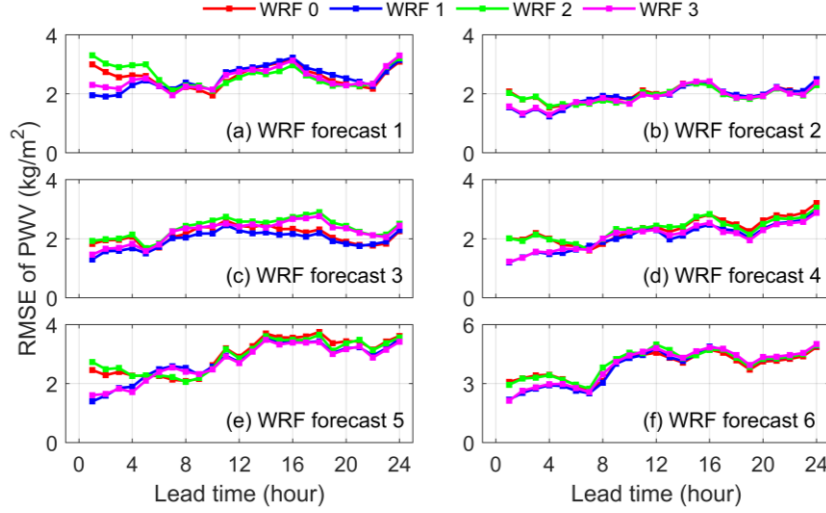 WRF 0 WRF 1 WRF 2 WRF 3
RMSE of PWV (kg/m²)
4
2
0
(a) WRF forecast 1
4
2
0
(b) WRF forecast 2
4
2
0
(c) WRF forecast 3
4
2
0
(d) WRF forecast 4
4
2
0
(e) WRF forecast 5
0 4 8 12 16 20 24
Lead time (hour)
6
3
0
(f) WRF forecast 6
0 4 8 12 16 20 24
Lead time (hour)